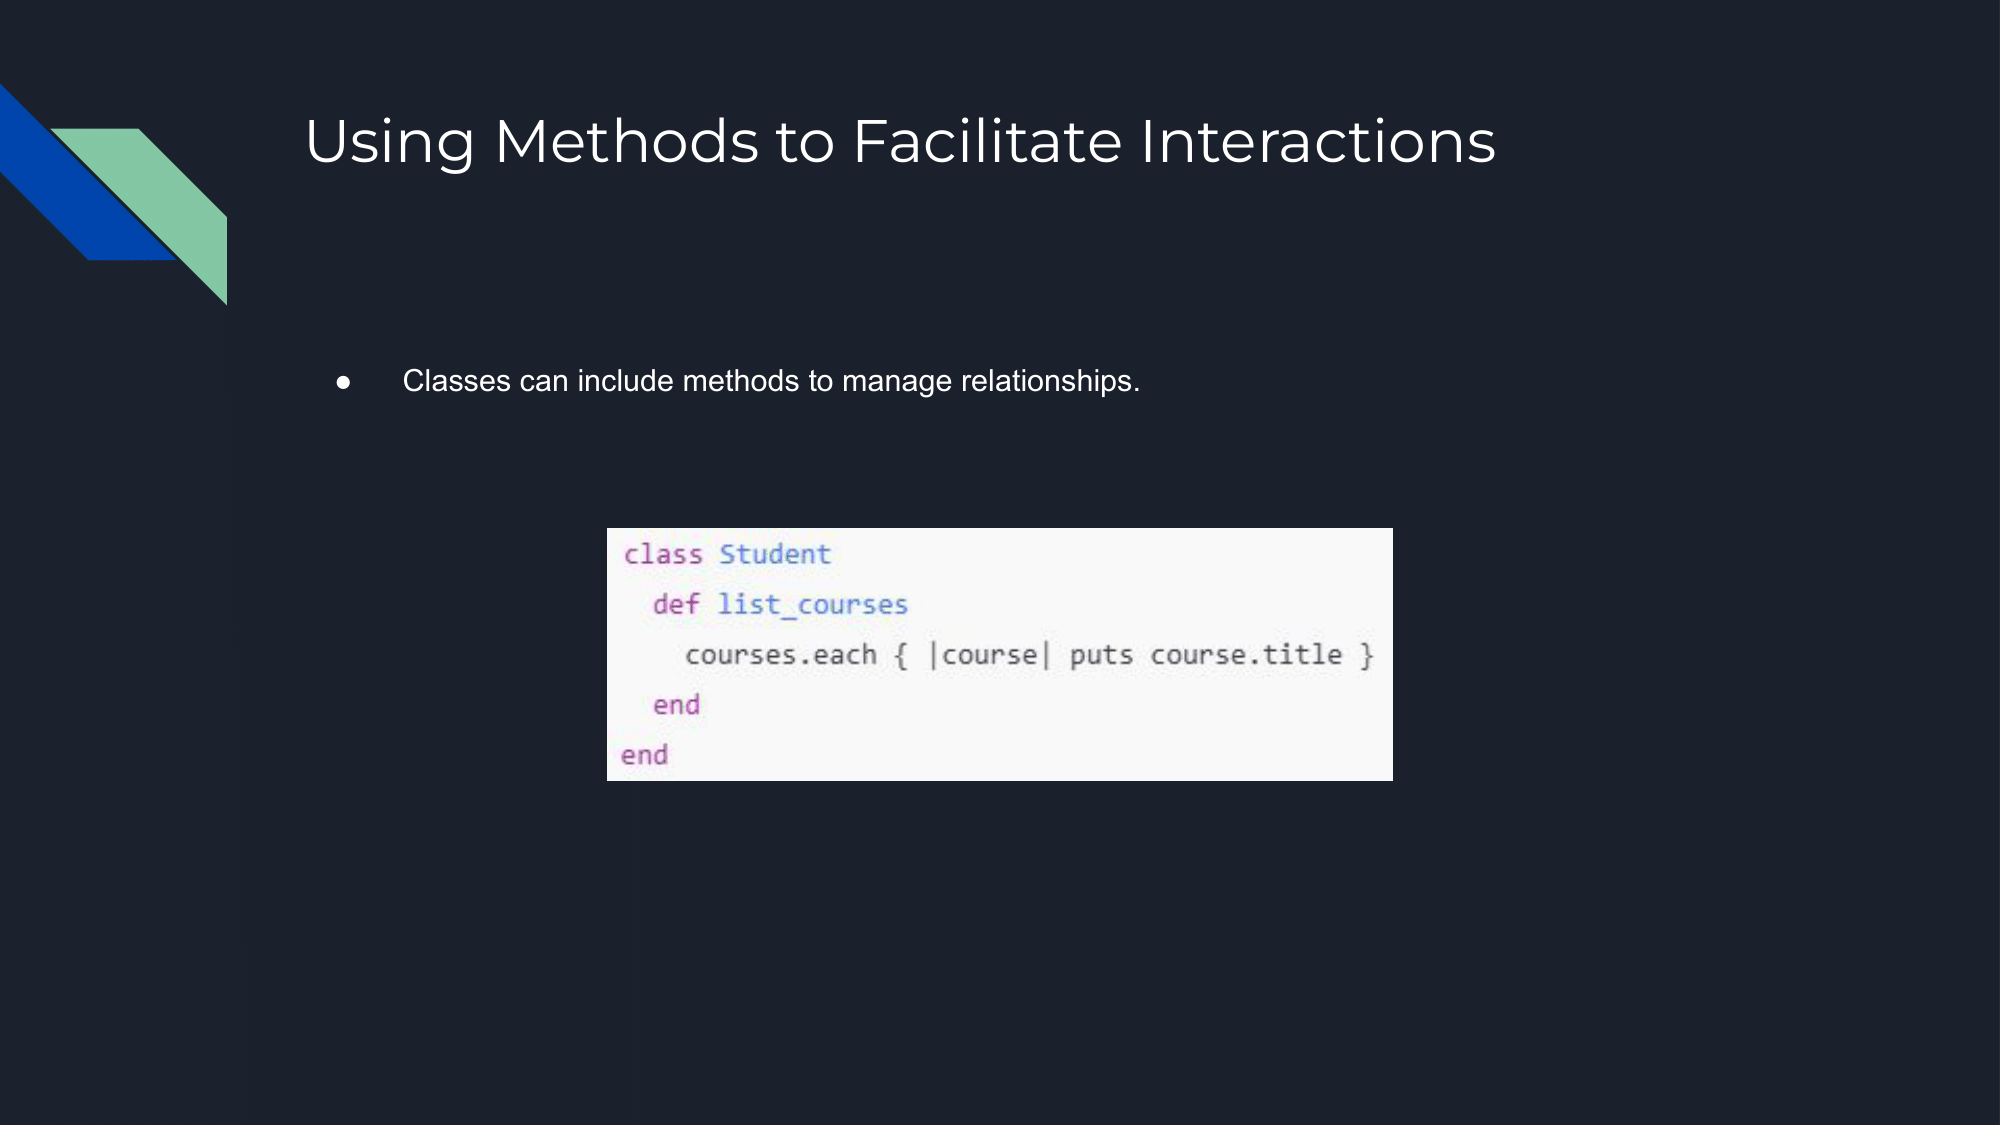 Using Methods to Facilitate Interactions
● Classes can include methods to manage relationships.
class Student
  def list_courses
    courses.each { |course| puts course.title }
  end
end